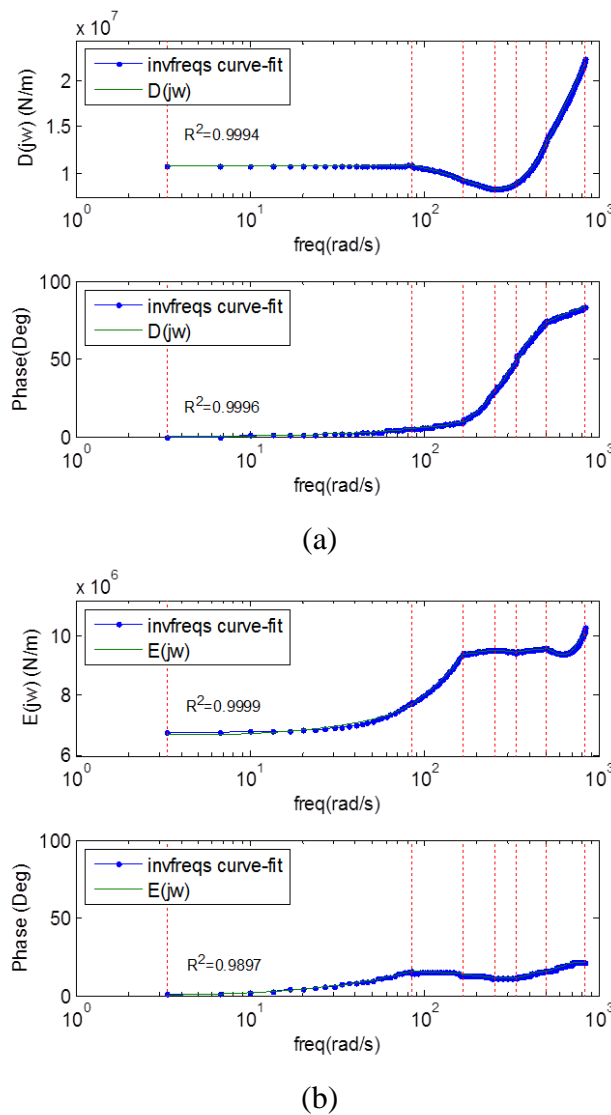 x 10^7
2
1.5
1
D(jw) (N/m)
invfreqs curve-fit
D(jw)
R^2=0.9994
10^0 10^1 10^2 10^3
freq(rad/s)
100
50
0
Phase(Deg)
invfreqs curve-fit
D(jw)
R^2=0.9996
10^0 10^1 10^2 10^3
freq(rad/s)
(a)
x 10^6
10
8
6
E(jw) (N/m)
invfreqs curve-fit
E(jw)
R^2=0.9999
10^0 10^1 10^2 10^3
freq(rad/s)
100
50
0
Phase (Deg)
invfreqs curve-fit
E(jw)
R^2=0.9897
10^0 10^1 10^2 10^3
freq(rad/s)
(b)